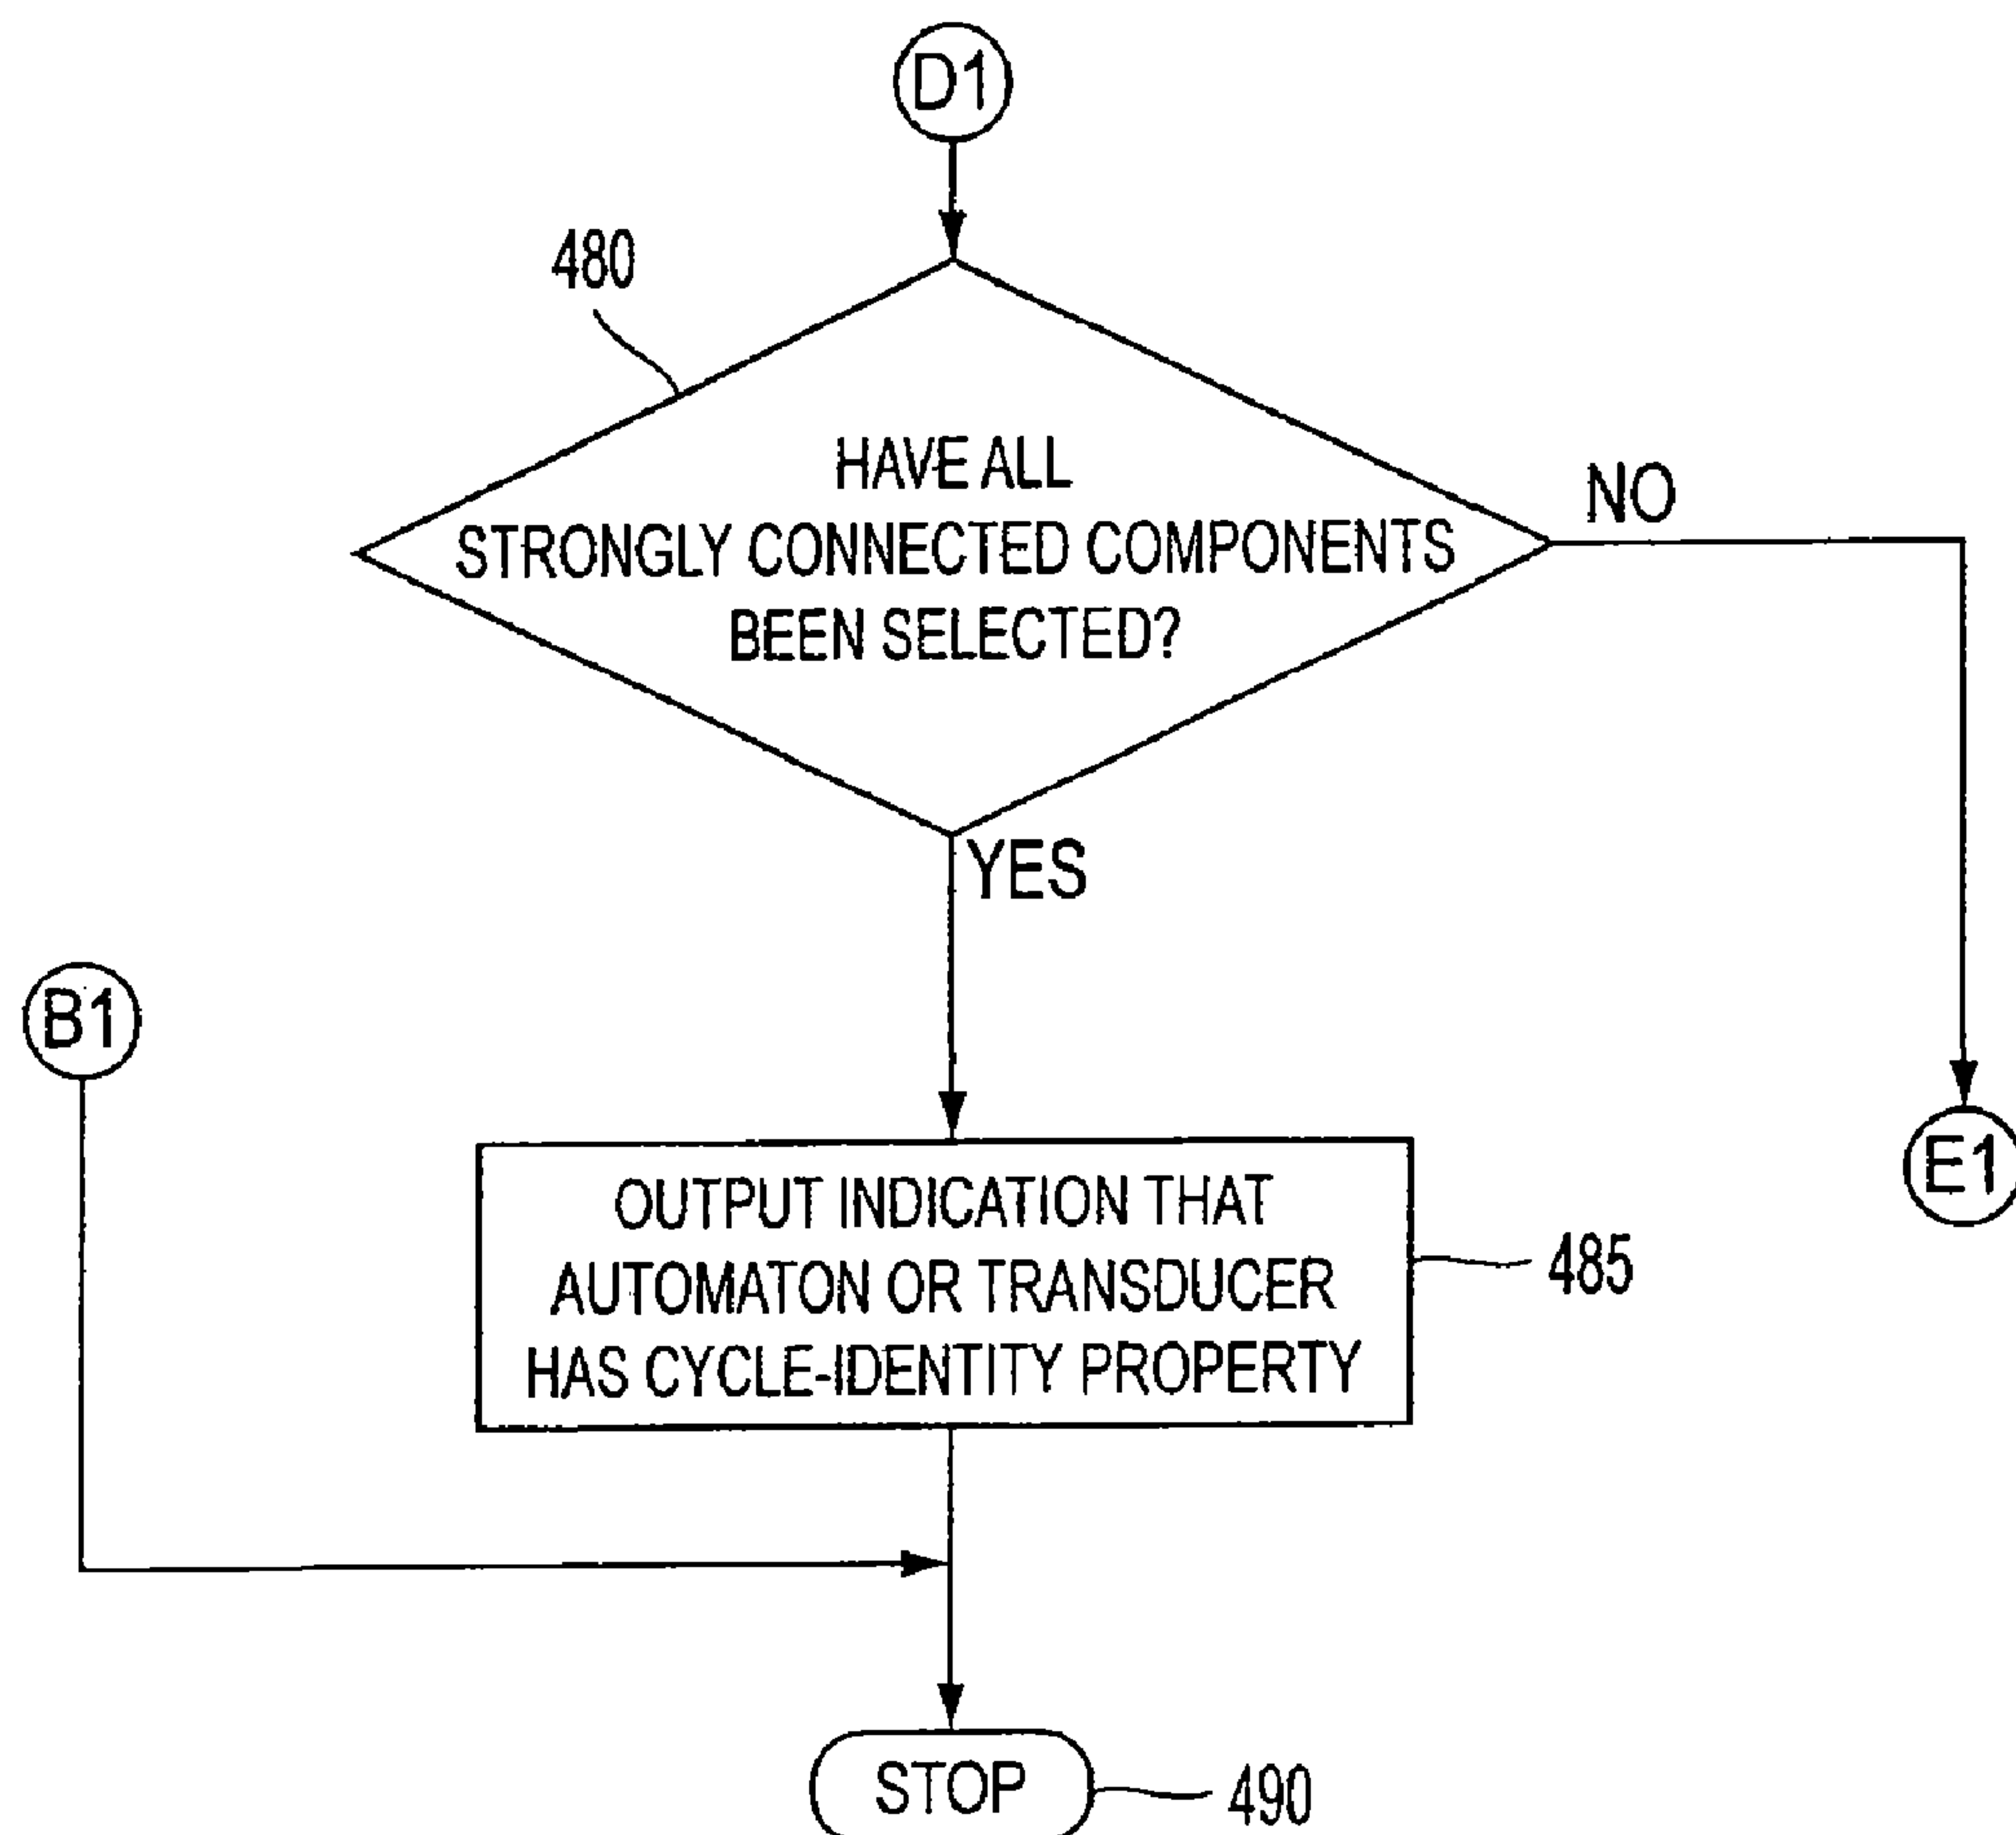 D1
480
HAVE ALL
STRONGLY CONNECTED COMPONENTS
BEEN SELECTED?
NO
YES
B1
E1
OUTPUT INDICATION THAT
AUTOMATON OR TRANSDUCER
HAS CYCLE-IDENTITY PROPERTY
485
STOP
490